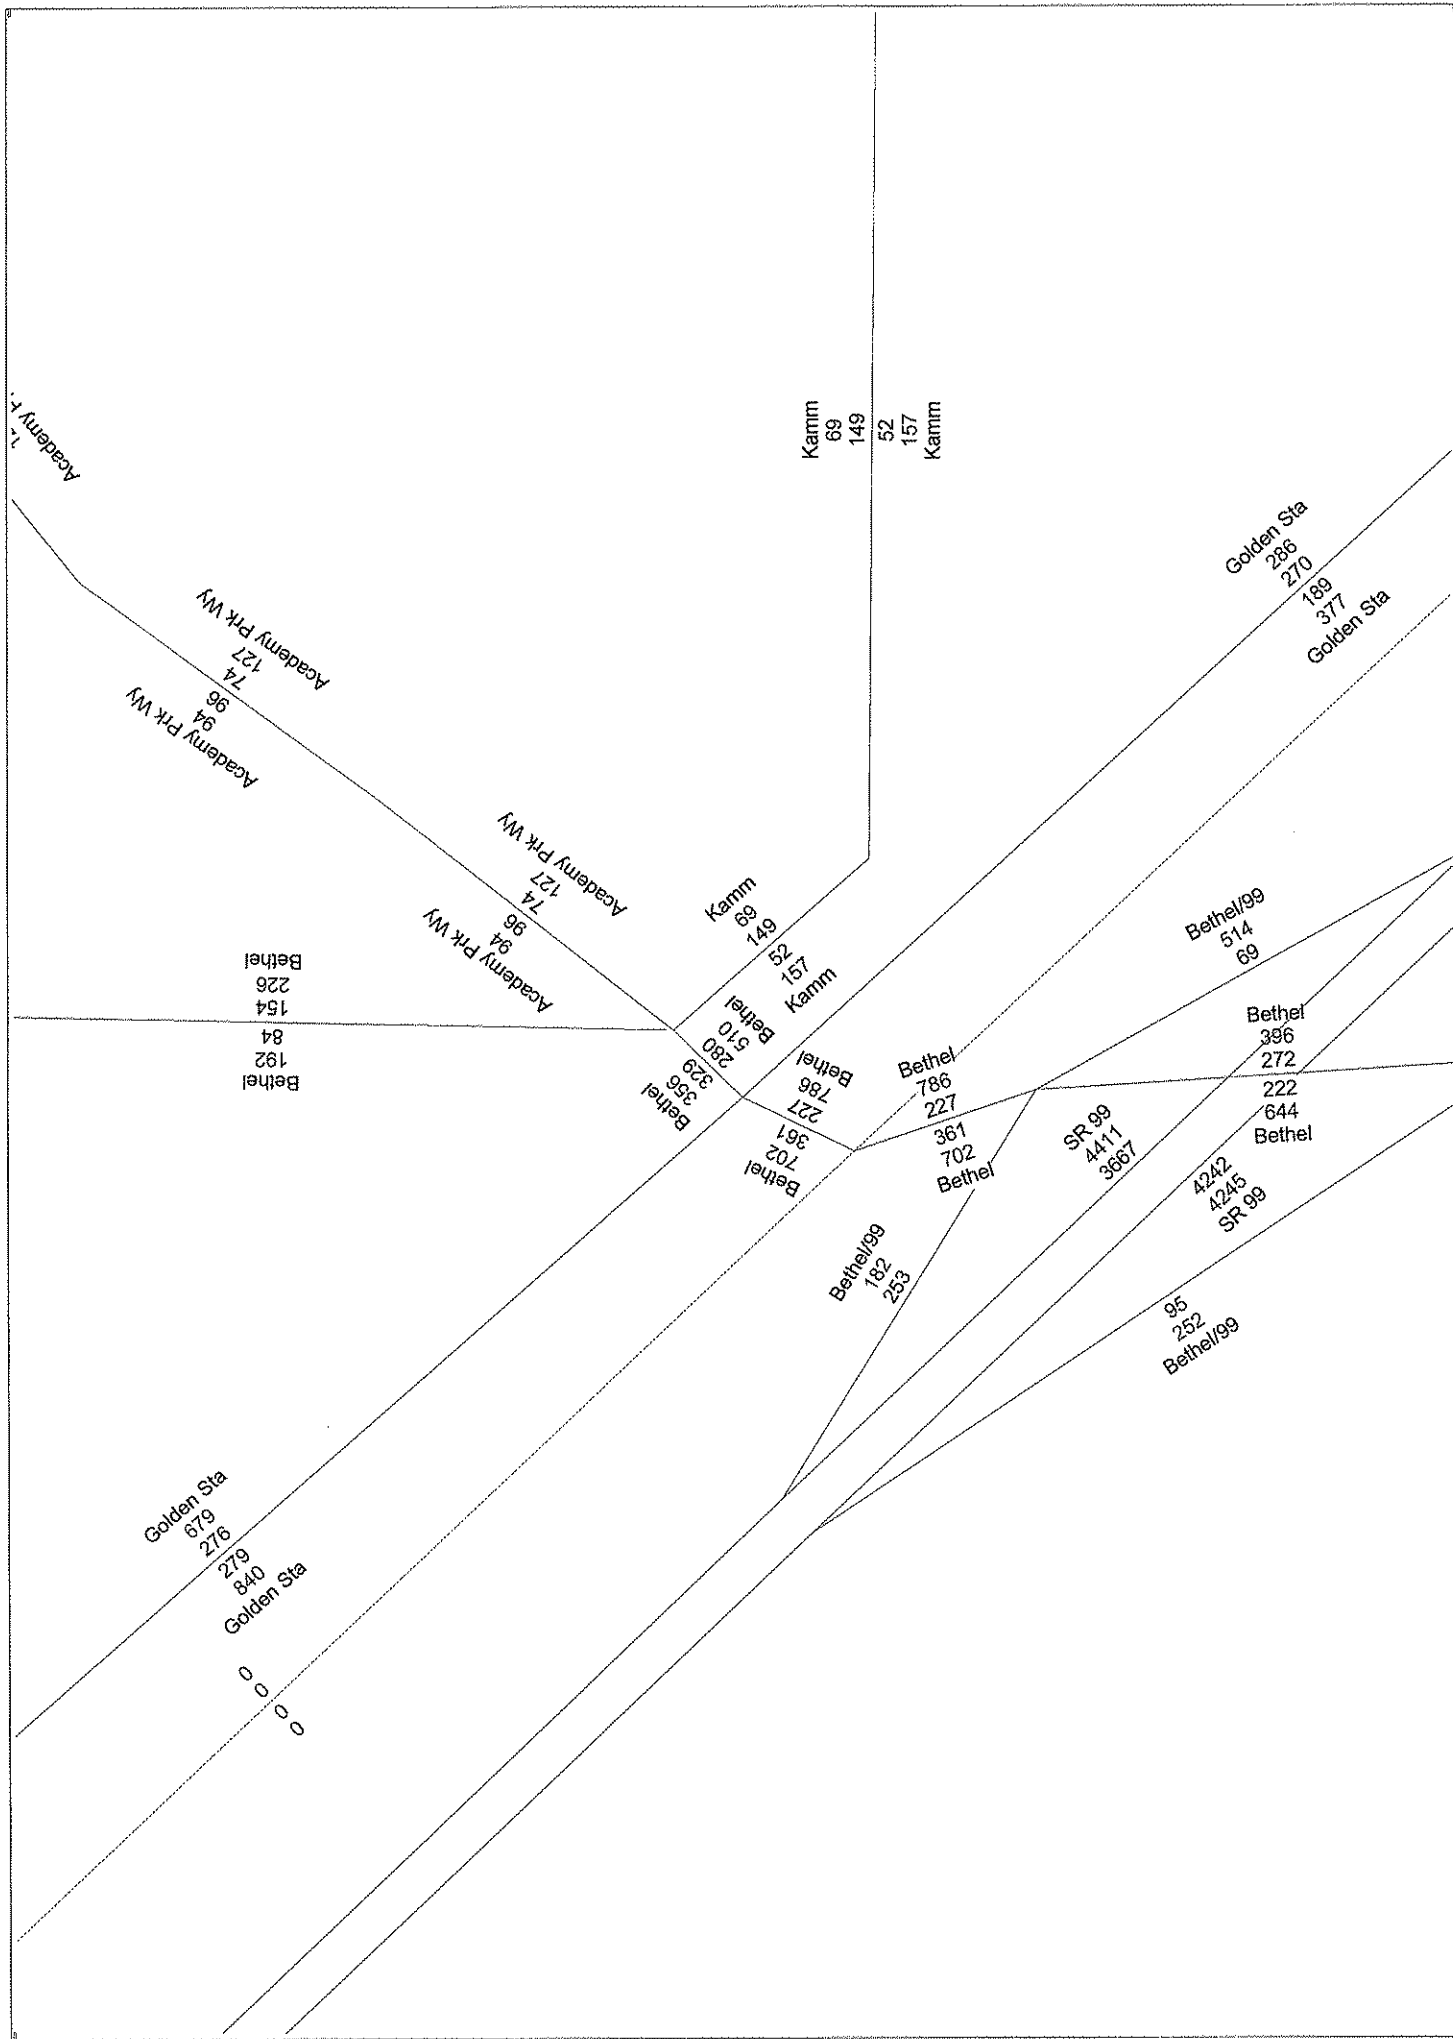 Academy
Academy Prk Wy
127
74
96
94
Academy Prk Wy
Kamm
69
149
52
157
Kamm
Golden Sta
286
270
189
377
Golden Sta
Academy Prk Wy
127
74
96
94
Academy Prk Wy
Bethel
226
154
84
192
Bethel
Kamm
69
149
52
157
Kamm
Bethel
510
280
329
356
Bethel
Bethel
786
227
361
702
Bethel
Bethel
786
227
361
702
Bethel
Bethel/99
514
69
Bethel
396
272
222
644
Bethel
SR 99
4411
3667
4242
4245
SR 99
Bethel/99
182
253
95
252
Bethel/99
Golden Sta
679
276
279
840
Golden Sta
0
0
0
0